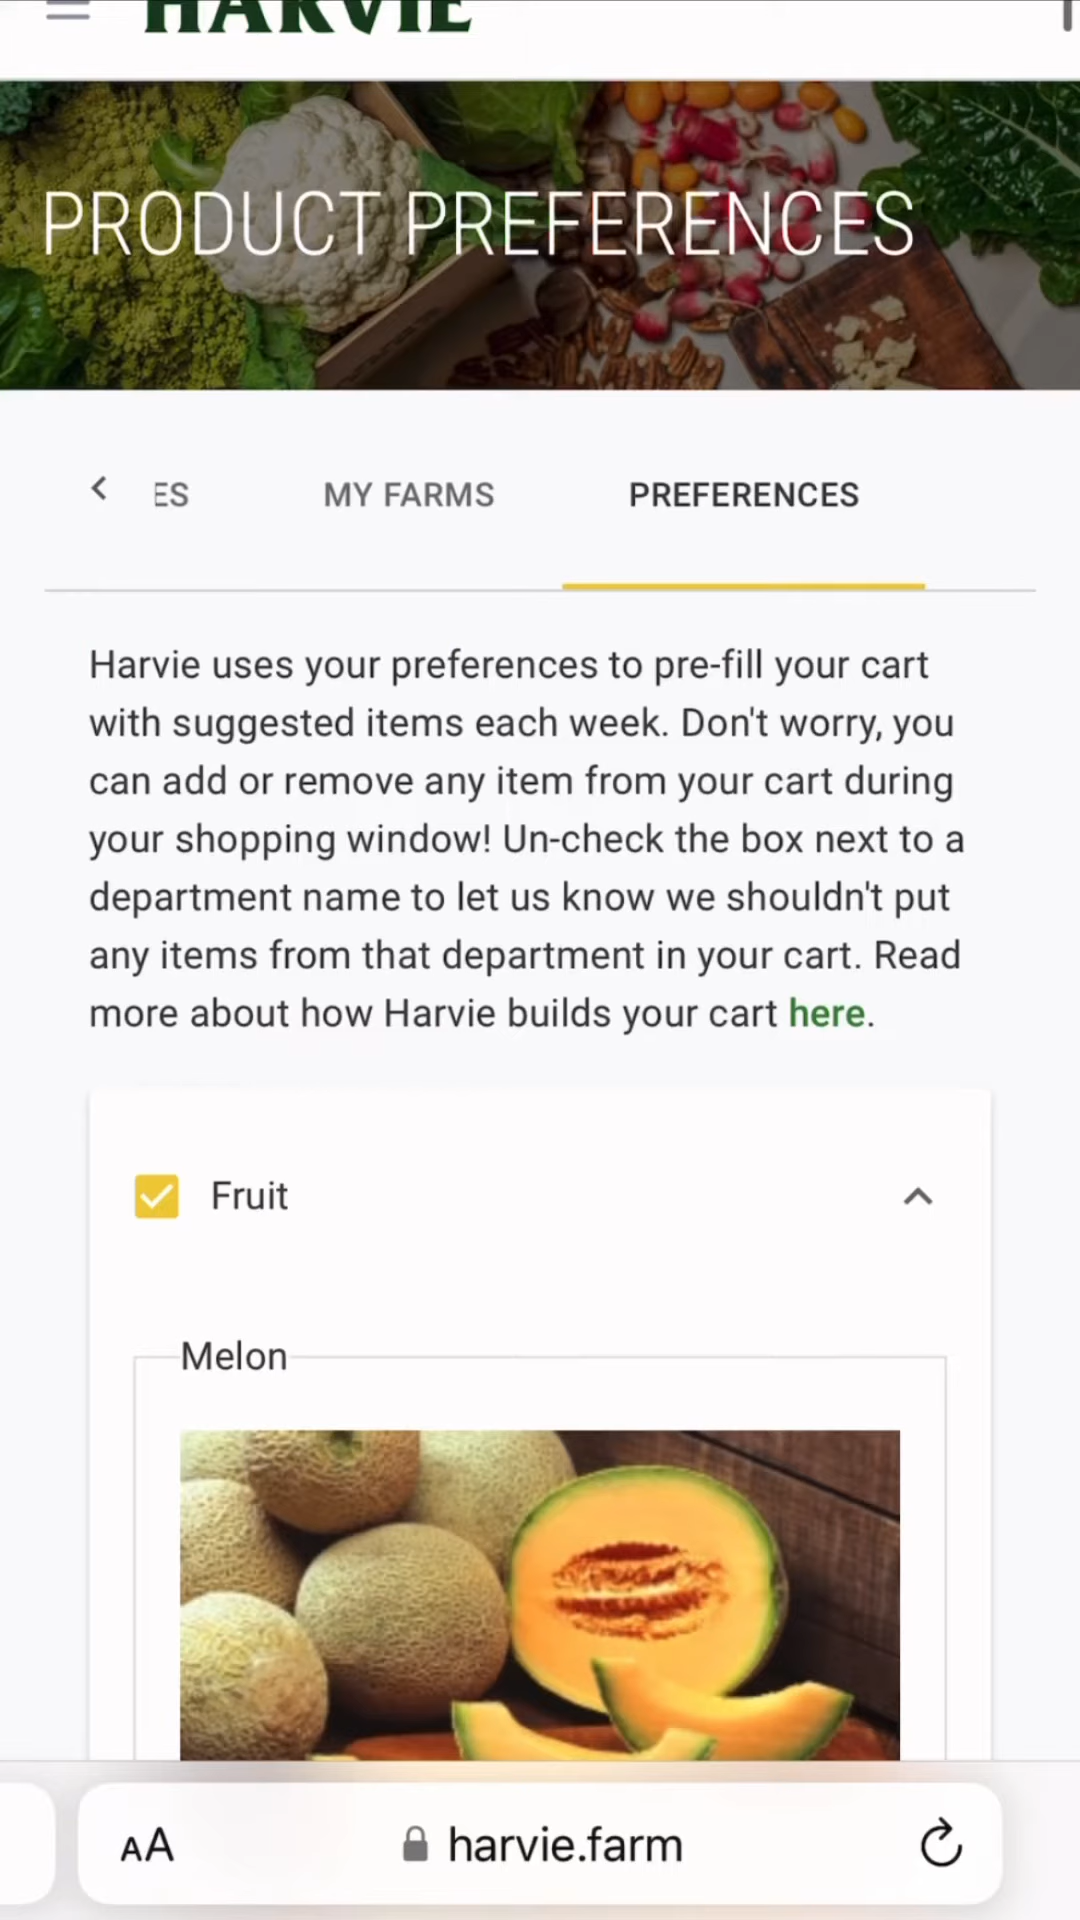 HARVIE
PRODUCT PREFERENCES
ES
MY FARMS
PREFERENCES
Harvie uses your preferences to pre-fill your cart
with suggested items each week. Don't worry, you
can add or remove any item from your cart during
your shopping window! Un-check the box next to a
department name to let us know we shouldn't put
any items from that department in your cart. Read
more about how Harvie builds your cart here.
Fruit
Melon
AA
harvie.farm